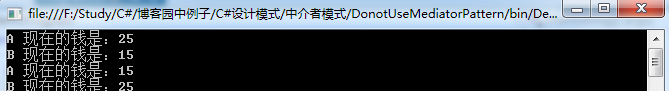 file:///F:/Study/C#/博客园中例子/C#设计模式/中介者模式/DonotUseMediatorPattern/bin/De...
A 现在的钱是：25
B 现在的钱是：15
A 现在的钱是：15
B 现在的钱是：25